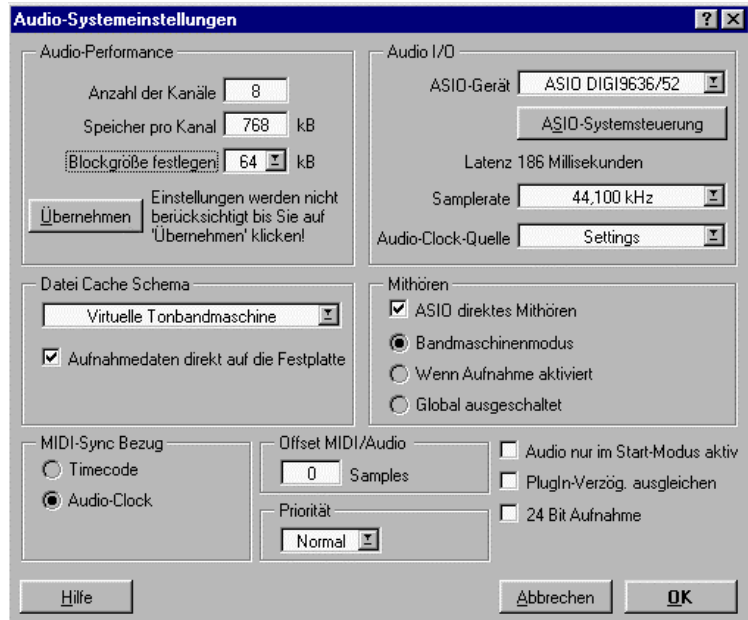 Audio-Systemeinstellungen
Audio-Performance
Anzahl der Kanäle 8
Speicher pro Kanal 768 kB
Blockgröße festlegen 64 kB
Übernehmen
Einstellungen werden nicht
berücksichtigt bis Sie auf
'Übernehmen' klicken!
Audio I/O
ASIO-Gerät ASIO DIGI9636/52
ASIO-Systemsteuerung
Latenz 186 Millisekunden
Samplerate 44,100 kHz
Audio-Clock-Quelle Settings
Datei Cache Schema
Virtuelle Tonbandmaschine
Aufnahmedaten direkt auf die Festplatte
Mithören
ASIO direktes Mithören
Bandmaschinenmodus
Wenn Aufnahme aktiviert
Global ausgeschaltet
MIDI-Sync Bezug
Timecode
Audio-Clock
Offset MIDI/Audio
0 Samples
Priorität
Normal
Audio nur im Start-Modus aktiv
PlugIn-Verzög. ausgleichen
24 Bit Aufnahme
Hilfe
Abbrechen
OK